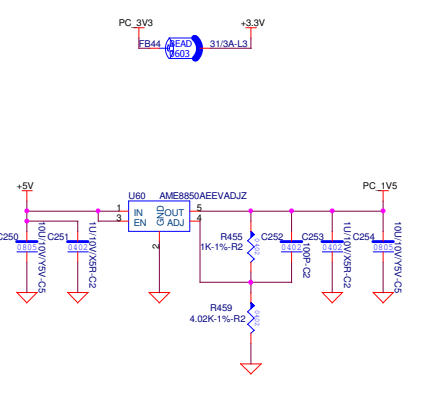 PC_3V3
+3.3V
FB44
BEAD
0603
31/3A-L3
+5V
PC_1V5
U60
AME8850AEEVADJZ
1
IN
OUT
5
3
EN
ADJ
4
GND
2
C250
0805
10U/10V/Y5V-C5
C251
0402
1U/10V/X5R-C2
R455
1K-1%-R2
0402
C252
0402
100P-C2
C253
0402
1U/10V/X5R-C2
C254
0805
10U/10V/Y5V-C5
R459
4.02K-1%-R2
0402